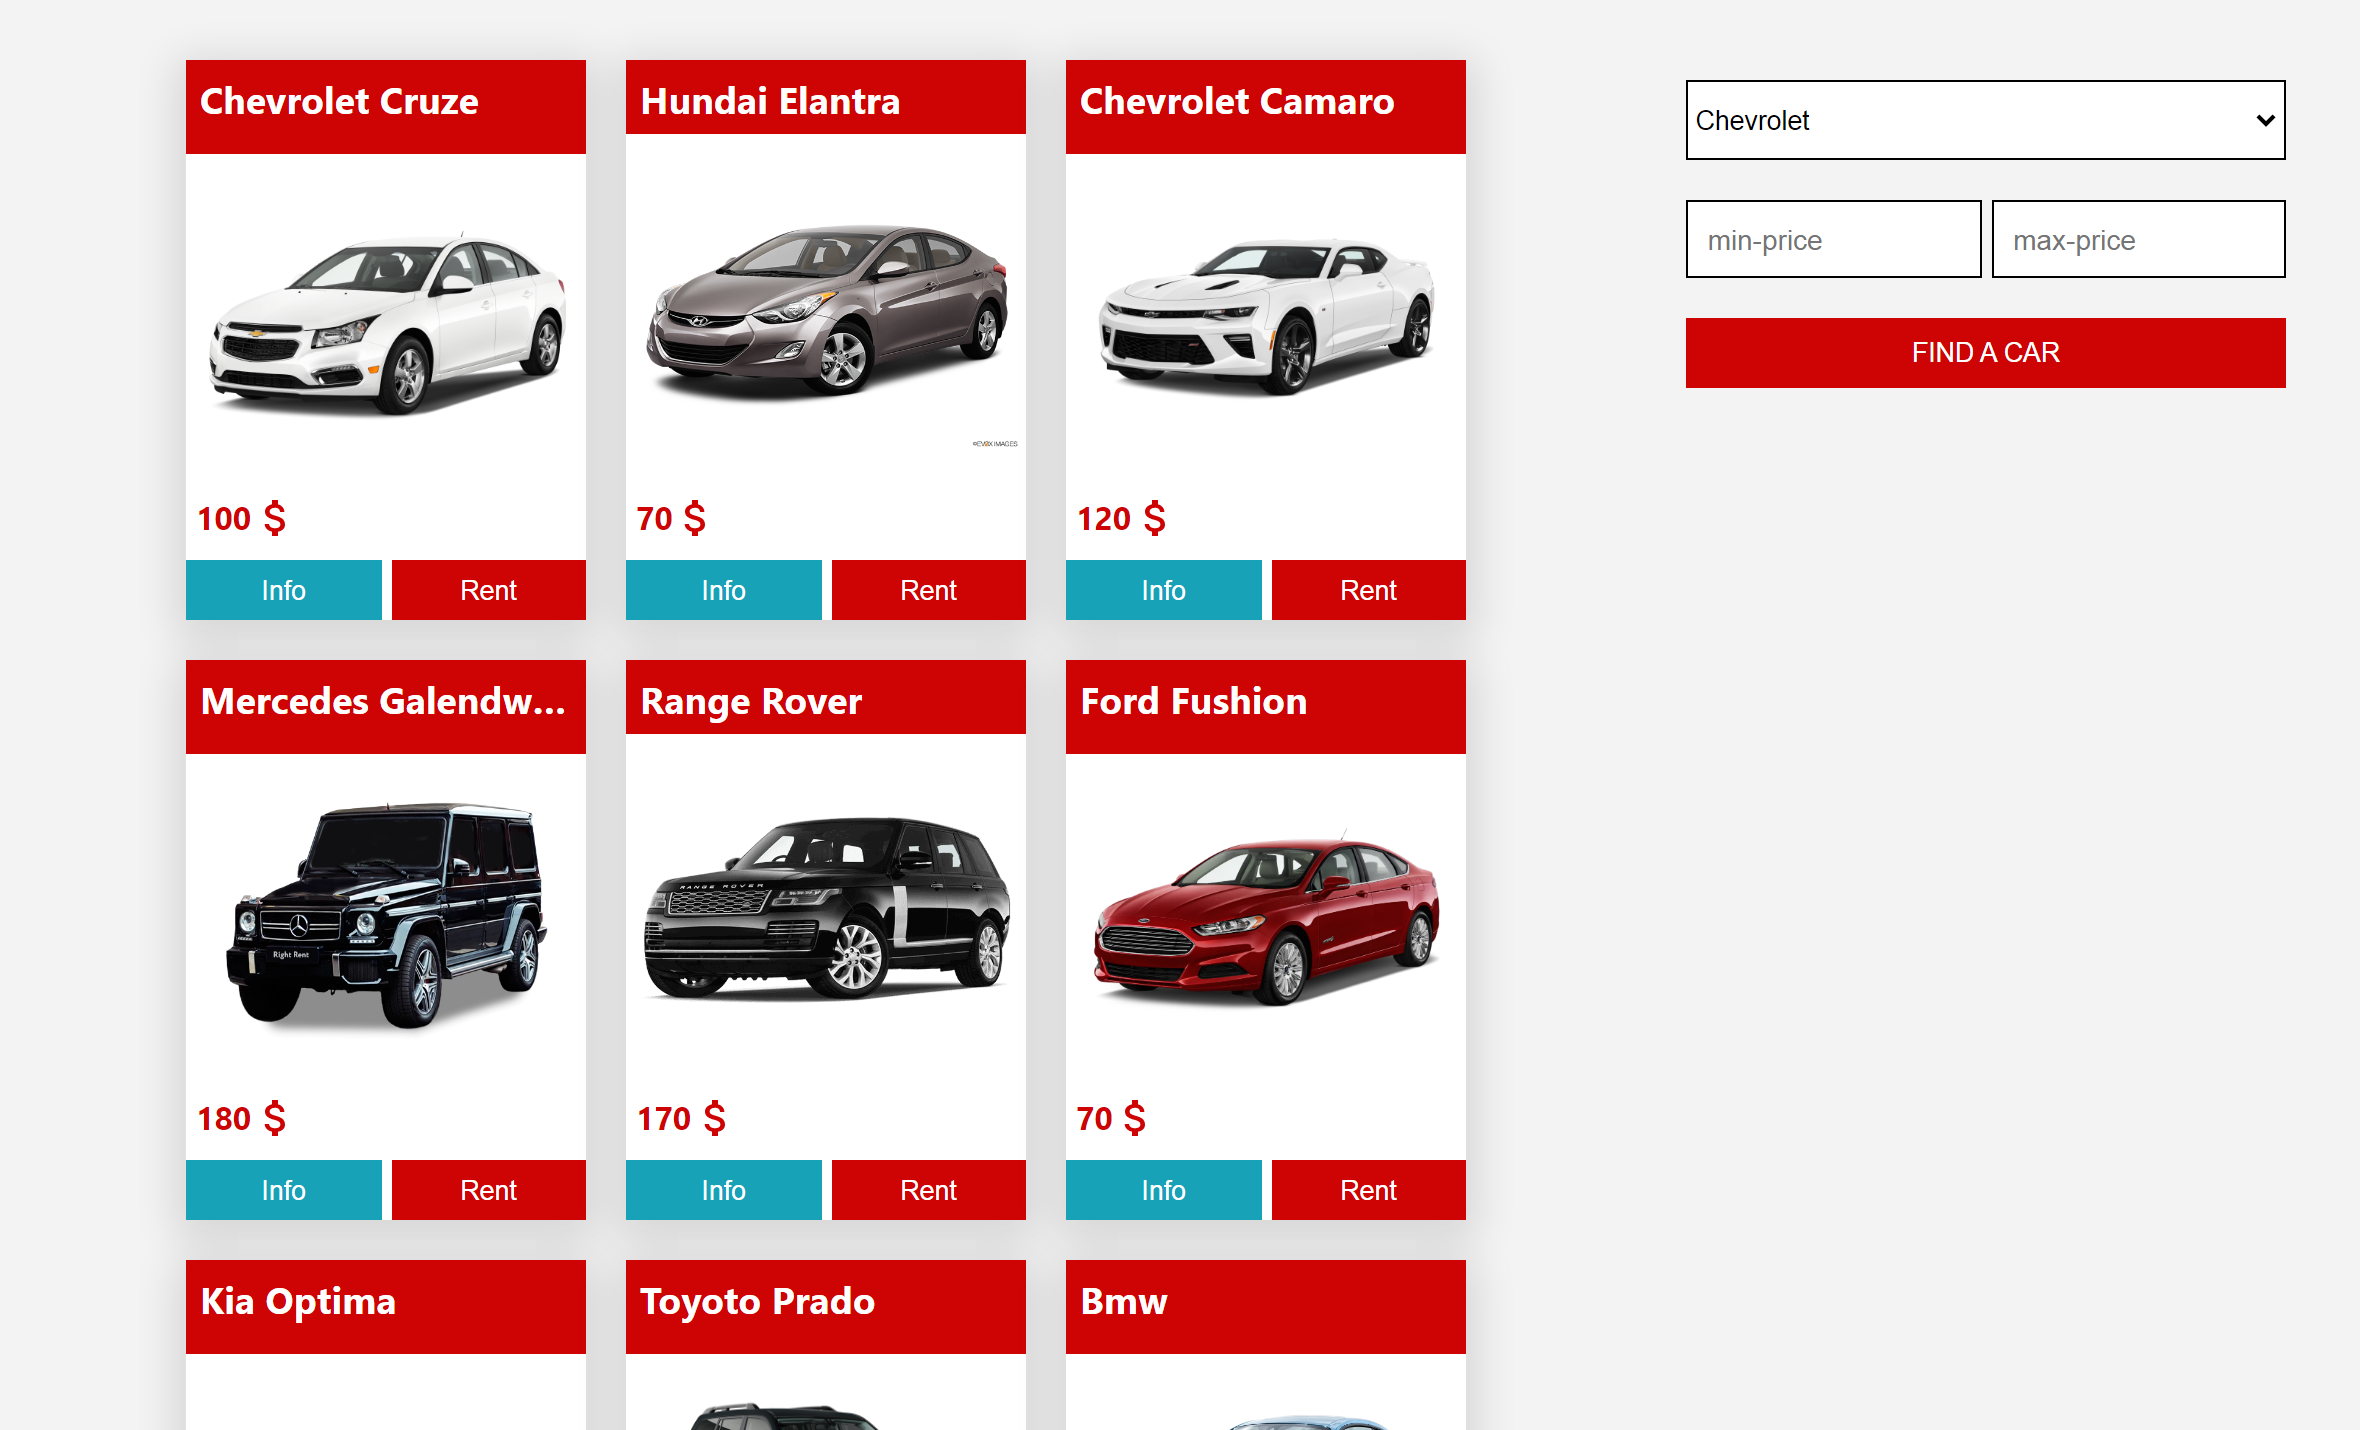 Chevrolet Cruze
Hundai Elantra
Chevrolet Camaro
Chevrolet
min-price
max-price
FIND A CAR
©EVOX IMAGES
100 $
70 $
120 $
Info
Rent
Info
Rent
Info
Rent
Mercedes Galendw...
Range Rover
Ford Fushion
RANGE ROVER
Right Rent
180 $
170 $
70 $
Info
Rent
Info
Rent
Info
Rent
Kia Optima
Toyoto Prado
Bmw